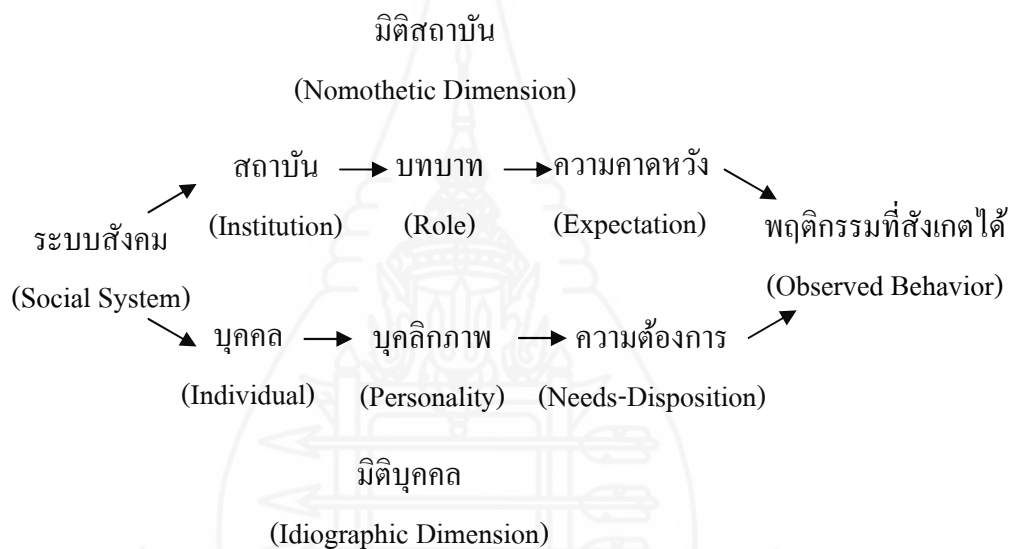 มิติสถาบัน
(Nomothetic Dimension)
สถาบัน บทบาท ความคาดหวัง
(Institution) (Role) (Expectation)
ระบบสังคม พฤติกรรมที่สังเกตได้
(Social System) (Observed Behavior)
บุคคล บุคลิกภาพ ความต้องการ
(Individual) (Personality) (Needs-Disposition)
มิติบุคคล
(Idiographic Dimension)